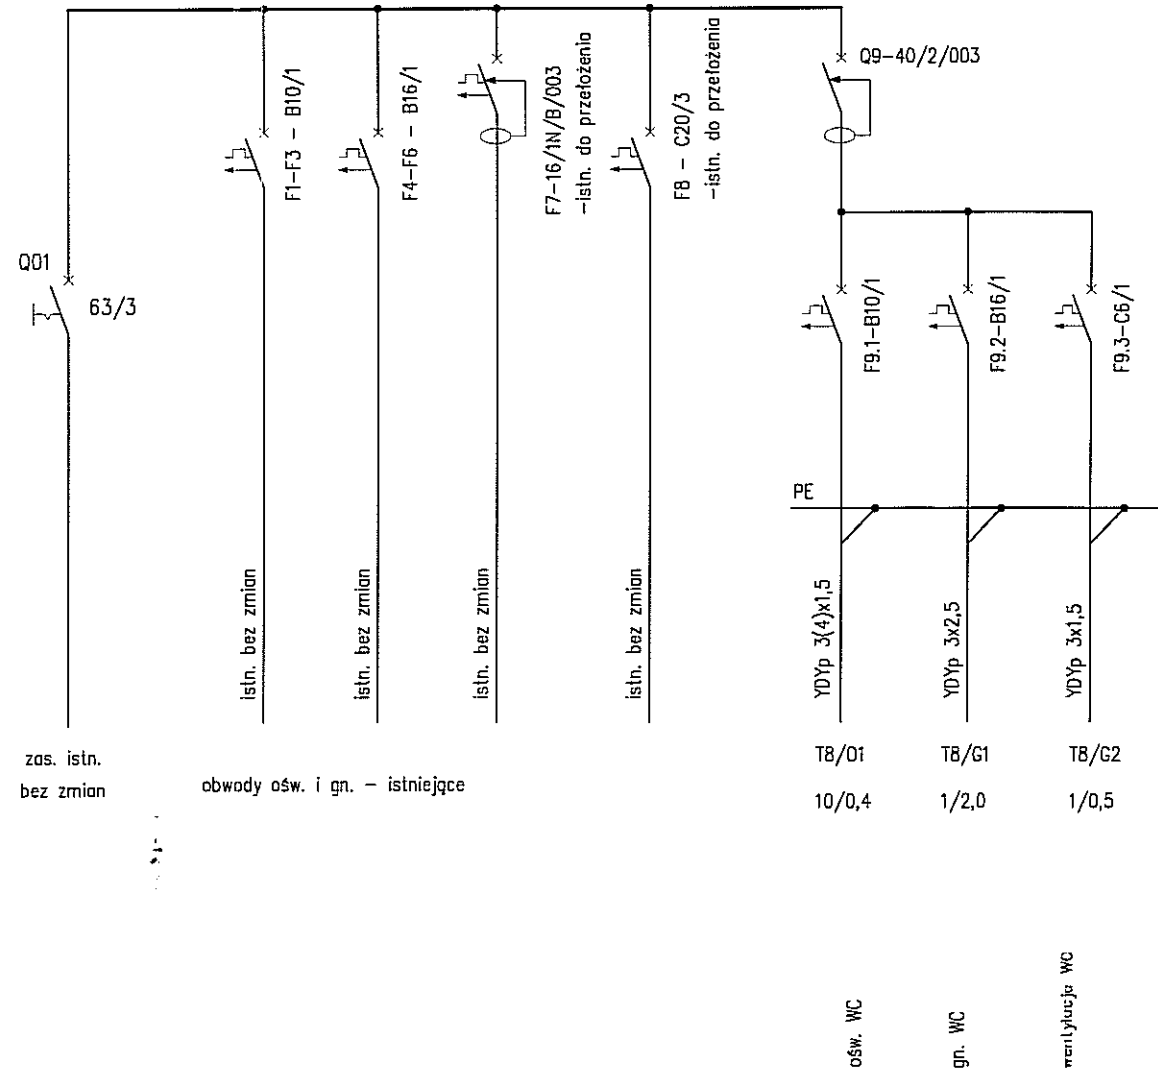 Q01
63/3
F1-F3 - B10/1
F4-F6 - B16/1
F7-16/1N/B/003
-istn. do przełożenia
F8 - C20/3
-istn. do przełożenia
Q9-40/2/003
F9.1-B10/1
F9.2-B16/1
F9.3-C6/1
PE
istn. bez zmian
istn. bez zmian
istn. bez zmian
istn. bez zmian
YDYp 3(4)x1,5
YDYp 3x2,5
YDYp 3x1,5
zas. istn.
bez zmian
obwody ośw. i gn. - istniejące
T8/O1
T8/G1
T8/G2
10/0,4
1/2,0
1/0,5
ośw. WC
gn. WC
wentylacja WC